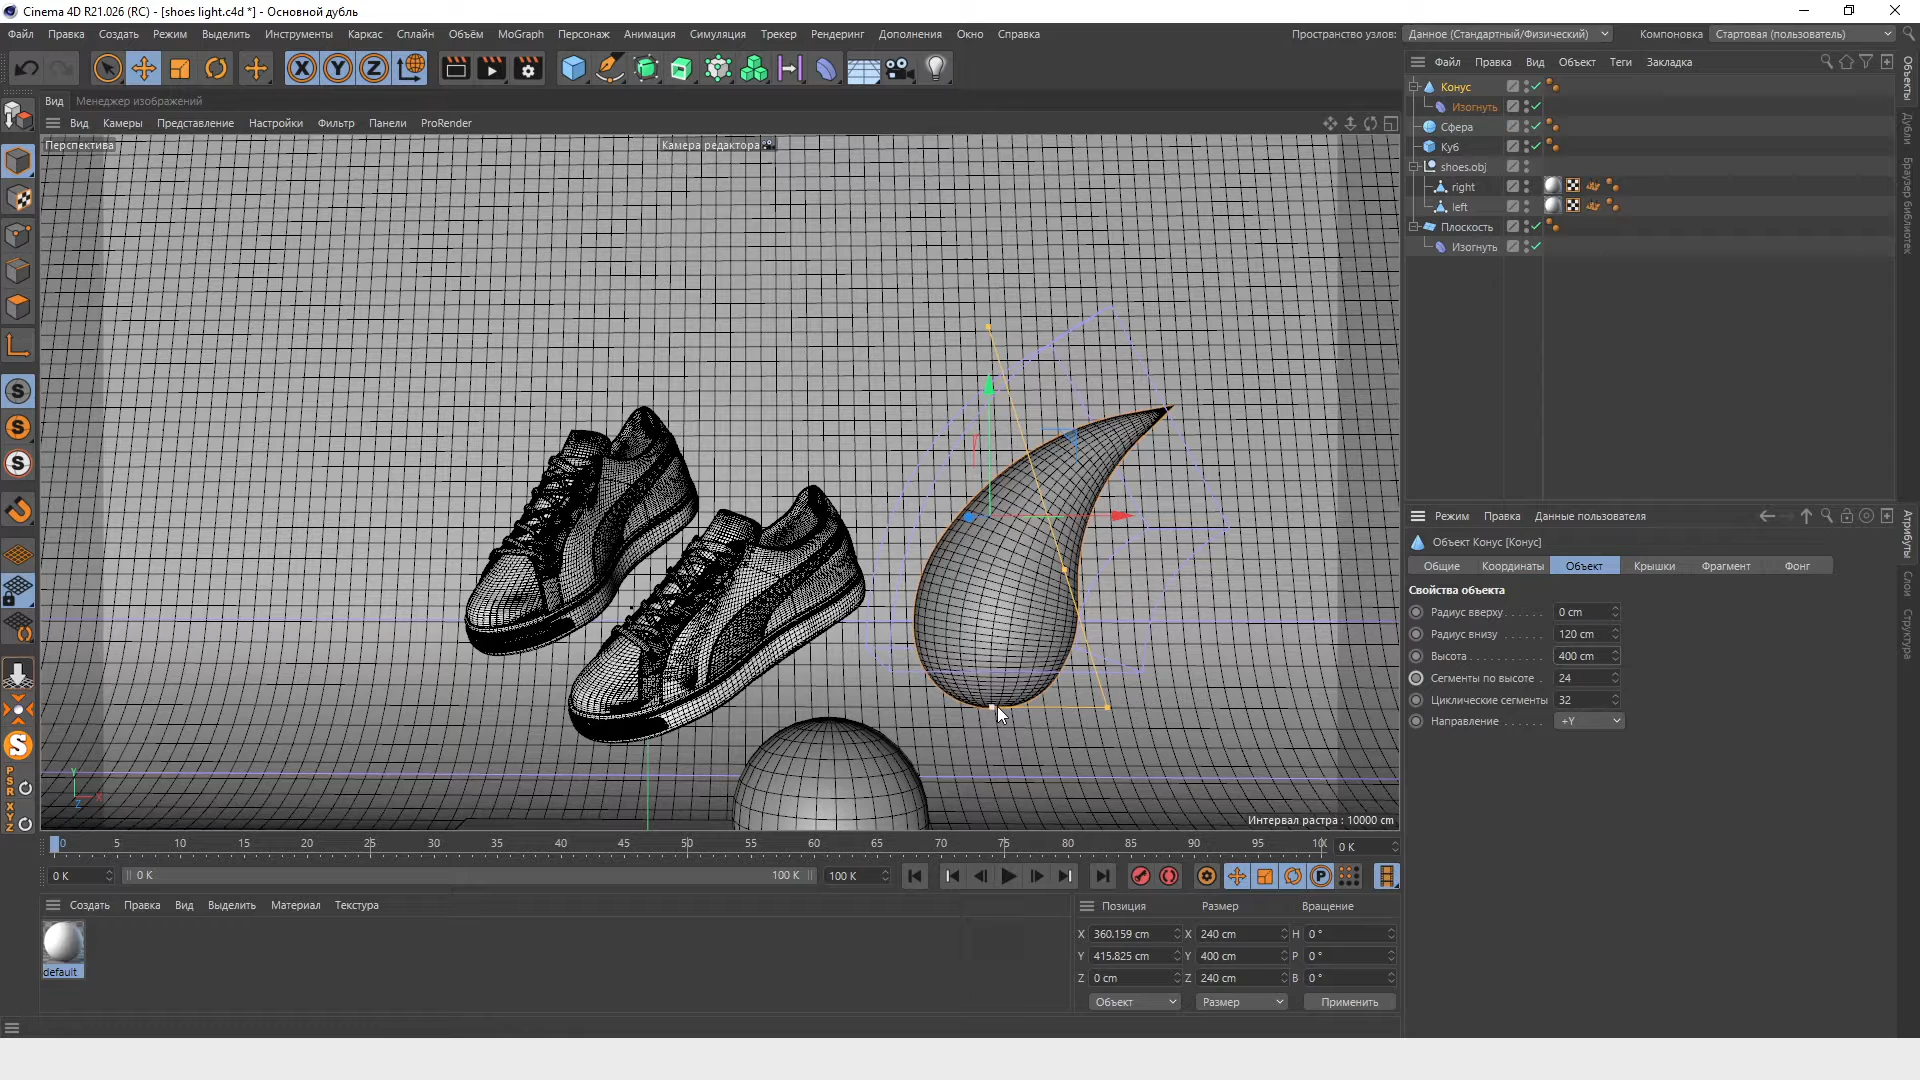 Cinema 4D R21.026 (RC) - [shoes light.c4d *] - Основной дубль
Файл Правка Создать Режим Выделить Инструменты Каркас Сплайн Объём MoGraph Персонаж Анимация Симуляция Трекер Рендеринг Дополнения Окно Справка Пространство узлов: Данное (Стандартный/Физический) Компоновка Стартовая (пользователь)
Вид Менеджер изображений
Вид Камеры Представление Настройки Фильтр Панели ProRender
Перспектива
Камера редактора
Интервал растра : 10000 cm
Файл Правка Вид Объект Теги Закладка
Конус
Изогнуть
Сфера
Куб
shoes.obj
right
left
Плоскость
Изогнуть
Объекты
Дубли
Браузер библиотек
Режим Правка Данные пользователя
Объект Конус [Конус]
Общие Координаты Объект Крышки Фрагмент Фонг
Свойства объекта
Радиус вверху . . . . . . 0 cm
Радиус внизу . . . . . . 120 cm
Высота . . . . . . . . . . . 400 cm
Сегменты по высоте . 24
Циклические сегменты 32
Направление . . . . . . . +Y
Атрибуты
Слои
Структура
X Y Z
S
S
S
S
P S R
X Y Z
Y X Z
0 5 10 15 20 25 30 35 40 45 50 55 60 65 70 75 80 85 90 95 10( 0 K
0 K 0 K 100 K 100 K
P
Создать Правка Вид Выделить Материал Текстура
default
Позиция Размер Вращение
X 360.159 cm X 240 cm H 0 °
Y 415.825 cm Y 400 cm P 0 °
Z 0 cm Z 240 cm B 0 °
Объект Размер Применить